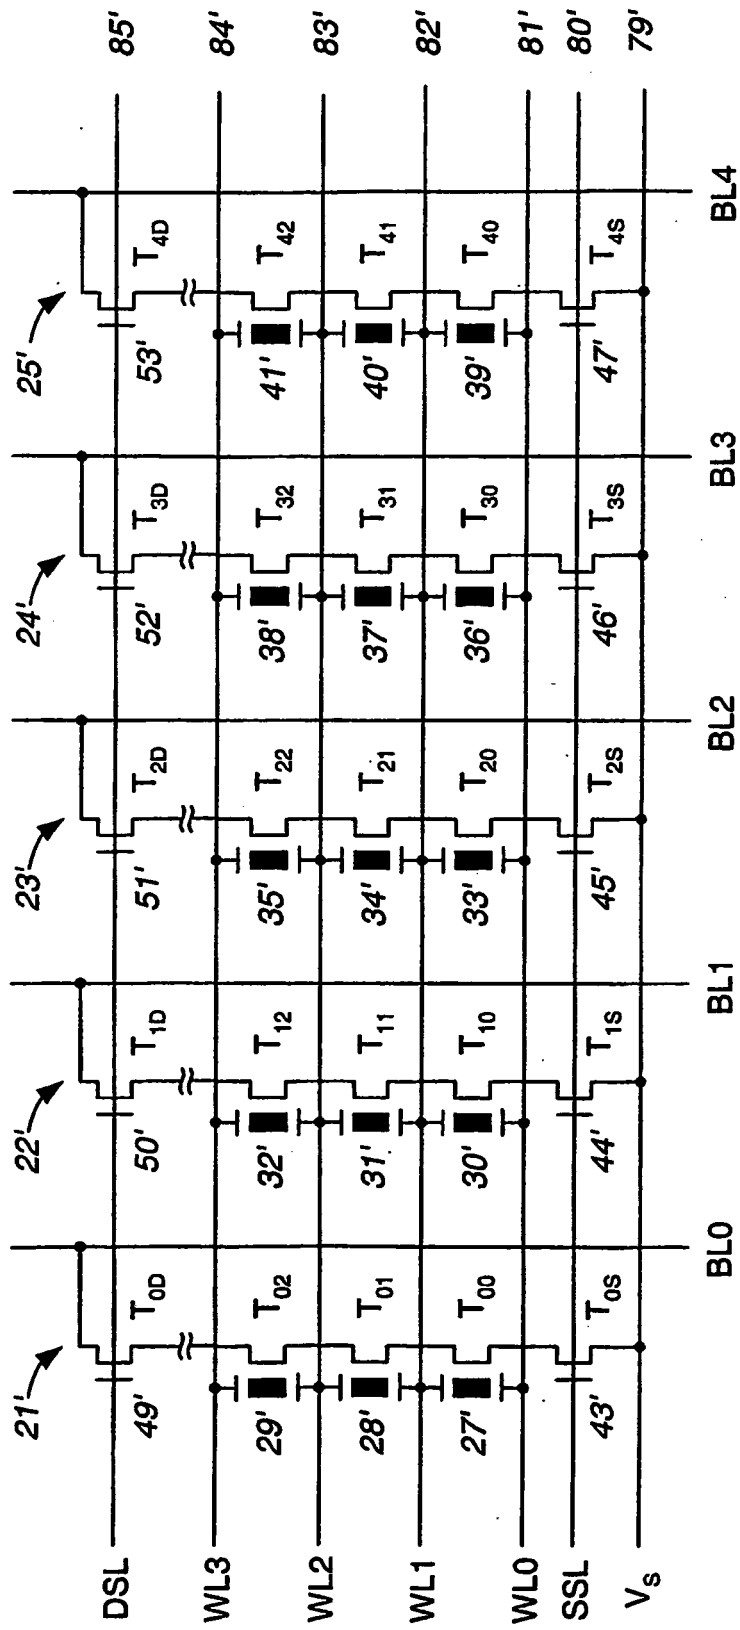 21' 22' 23' 24' 25'
DSL 85'
49' T0D 50' T1D 51' T2D 52' T3D 53' T4D
WL3 84'
29' T02 32' T12 35' T22 38' T32 41' T42
WL2 83'
28' T01 31' T11 34' T21 37' T31 40' T41
WL1 82'
27' T00 30' T10 33' T20 36' T30 39' T40
WL0 81'
SSL 80'
43' T0S 44' T1S 45' T2S 46' T3S 47' T4S
VS 79'
BL0 BL1 BL2 BL3 BL4